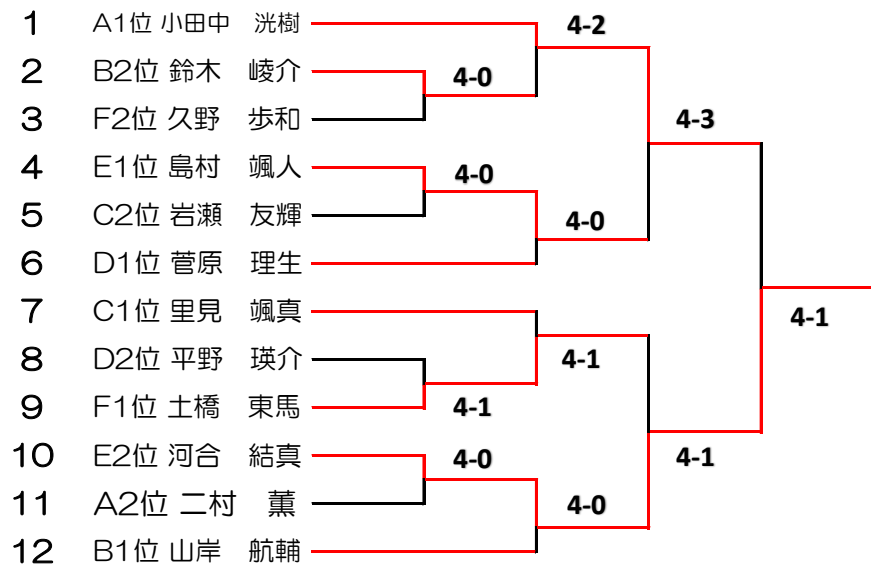 1 A1位 小田中 洸樹
2 B2位 鈴木 崚介
3 F2位 久野 歩和
4 E1位 島村 颯人
5 C2位 岩瀬 友輝
6 D1位 菅原 理生
7 C1位 里見 颯真
8 D2位 平野 瑛介
9 F1位 土橋 東馬
10 E2位 河合 結真
11 A2位 二村 薫
12 B1位 山岸 航輔
4-0
4-0
4-1
4-0
4-2
4-0
4-1
4-0
4-3
4-1
4-1